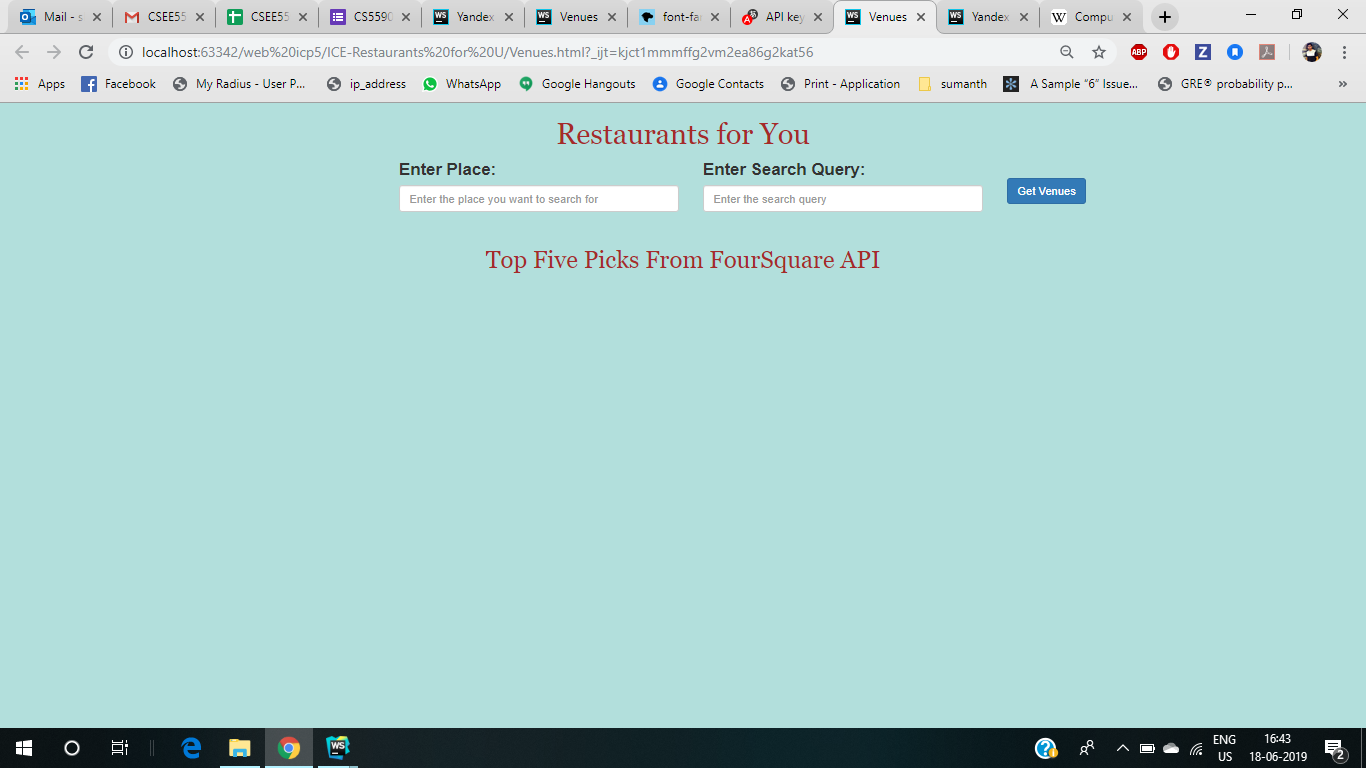 Mail - s
CSEE55
CSEE55
CS5590
Yandex
Venues
font-far
API key
Venues
Yandex
Compu
localhost:63342/web%20icp5/ICE-Restaurants%20for%20U/Venues.html?_ijt=kjct1mmmffg2vm2ea86g2kat56
Apps
Facebook
My Radius - User P...
ip_address
WhatsApp
Google Hangouts
Google Contacts
Print - Application
sumanth
A Sample “6” Issue...
GRE® probability p...
»
Restaurants for You
Enter Place:
Enter Search Query:
Enter the place you want to search for
Enter the search query
Get Venues
Top Five Picks From FourSquare API
ENG
US
16:43
18-06-2019
2